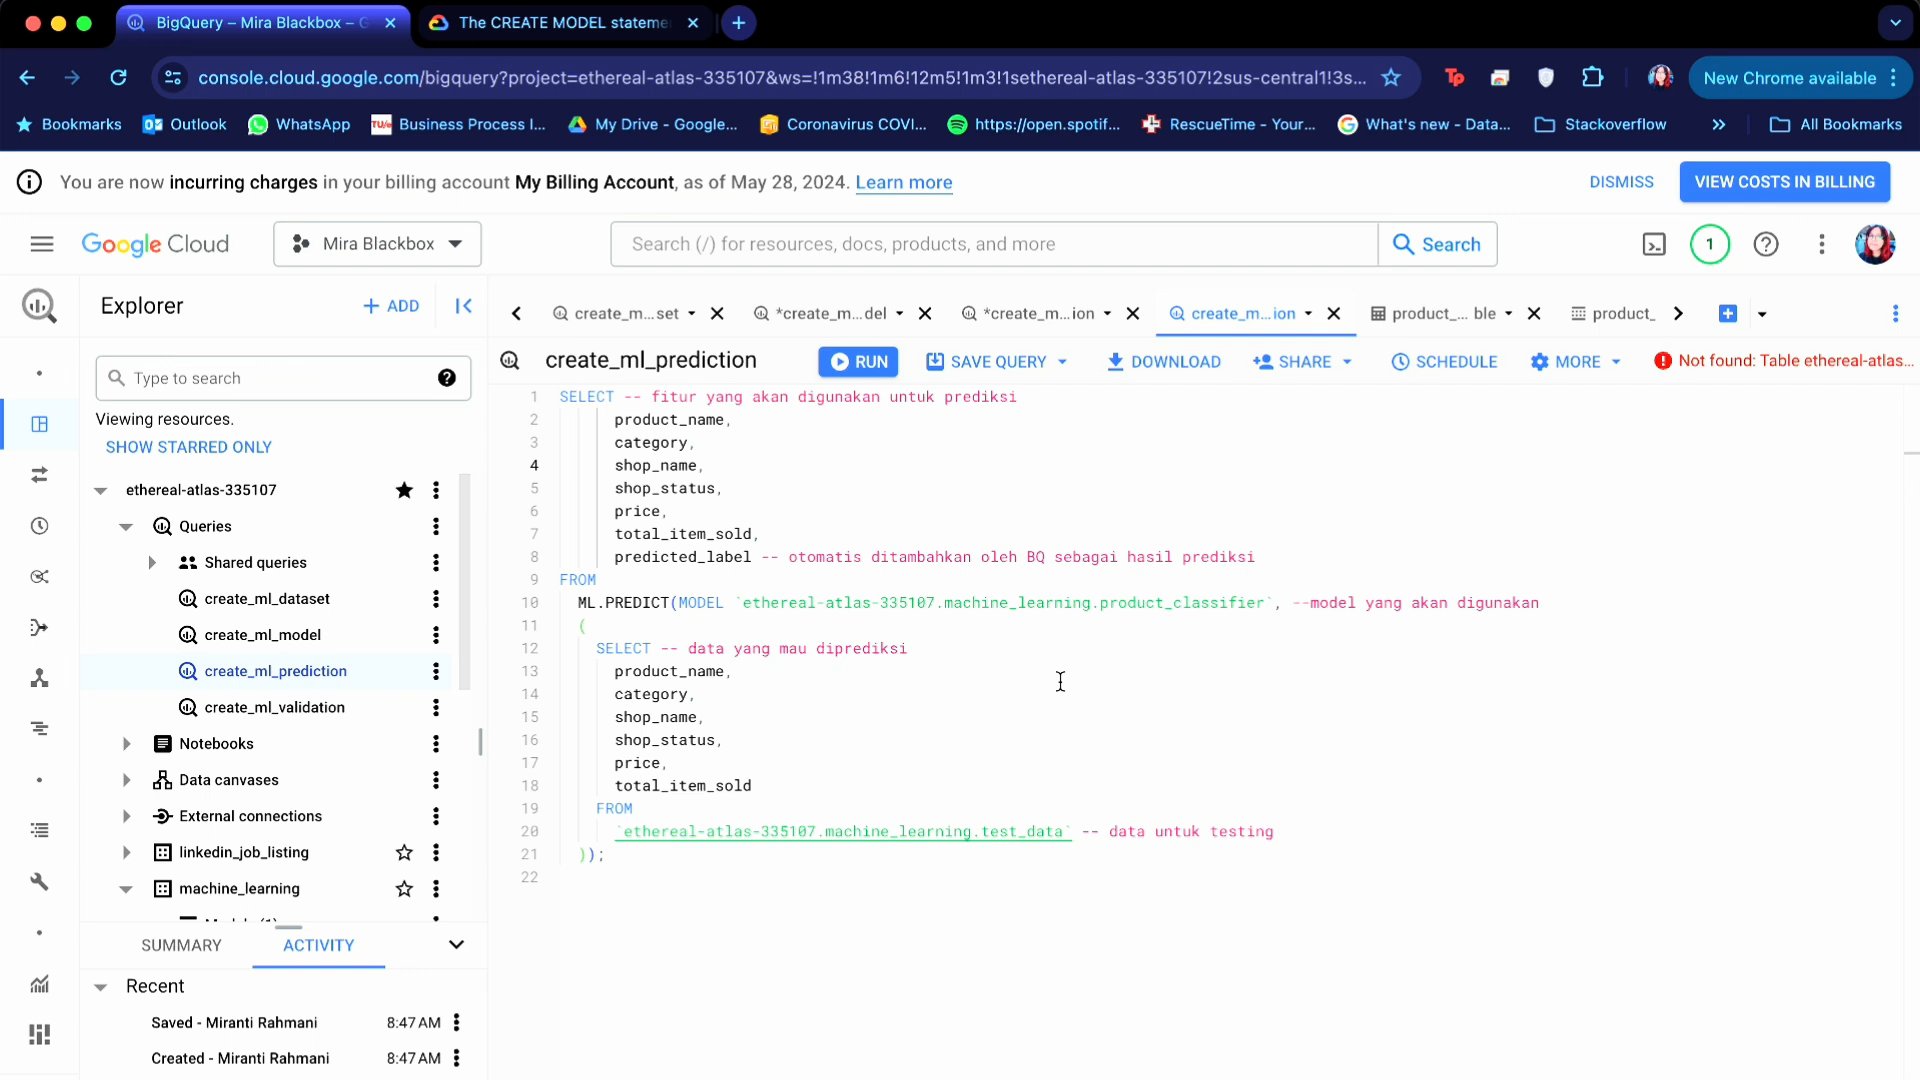 BigQuery – Mira Blackbox – G
The CREATE MODEL stateme
console.cloud.google.com/bigquery?project=ethereal-atlas-335107&ws=!1m38!1m6!12m5!1m3!1sethereal-atlas-335107!2sus-central1!3s...
New Chrome available
Bookmarks
Outlook
WhatsApp
Business Process I...
My Drive - Google...
Coronavirus COVI...
https://open.spotif...
RescueTime - Your...
What's new - Data...
Stackoverflow
All Bookmarks
You are now incurring charges in your billing account My Billing Account, as of May 28, 2024. Learn more
DISMISS
VIEW COSTS IN BILLING
Google Cloud
Mira Blackbox
Search (/) for resources, docs, products, and more
Search
1
Explorer
+ ADD
create_m...set
*create_m...del
*create_m...ion
create_m...ion
product_... ble
product_
create_ml_prediction
RUN
SAVE QUERY
DOWNLOAD
SHARE
SCHEDULE
MORE
Not found: Table ethereal-atlas...
Type to search
Viewing resources.
SHOW STARRED ONLY
ethereal-atlas-335107
Queries
Shared queries
create_ml_dataset
create_ml_model
create_ml_prediction
create_ml_validation
Notebooks
Data canvases
External connections
linkedin_job_listing
machine_learning
SUMMARY
ACTIVITY
Recent
Saved - Miranti Rahmani 8:47 AM
Created - Miranti Rahmani 8:47 AM
1 SELECT -- fitur yang akan digunakan untuk prediksi
2 product_name,
3 category,
4 shop_name,
5 shop_status,
6 price,
7 total_item_sold,
8 predicted_label -- otomatis ditambahkan oleh BQ sebagai hasil prediksi
9 FROM
10 ML.PREDICT(MODEL `ethereal-atlas-335107.machine_learning.product_classifier`, --model yang akan digunakan
11 (
12 SELECT -- data yang mau diprediksi
13 product_name,
14 category,
15 shop_name,
16 shop_status,
17 price,
18 total_item_sold
19 FROM
20 `ethereal-atlas-335107.machine_learning.test_data` -- data untuk testing
21 ));
22